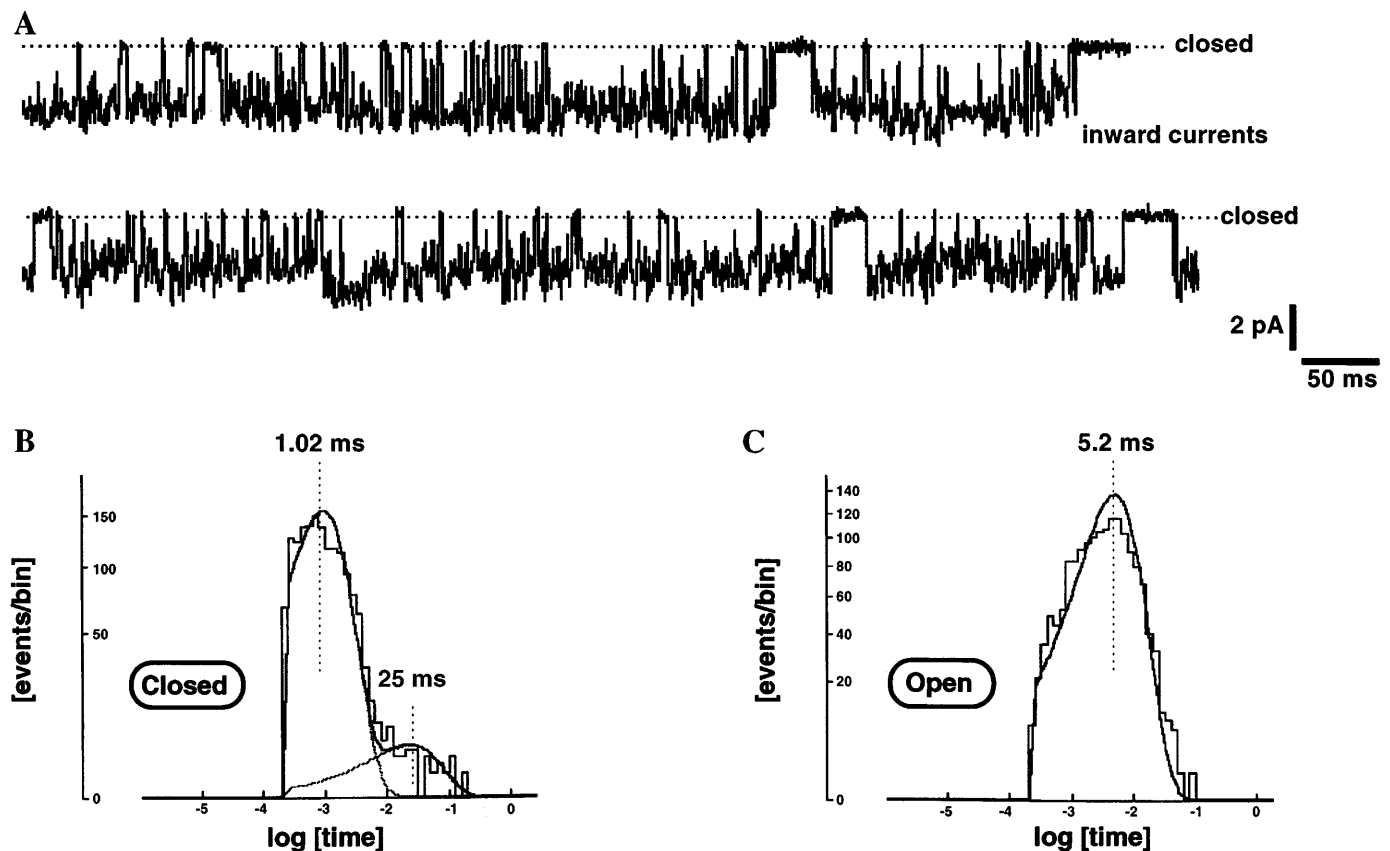 A
closed
inward currents
closed
2 pA
50 ms
B
1.02 ms
150
100
50
0
[events/bin]
Closed
25 ms
-5 -4 -3 -2 -1 0
log [time]
C
5.2 ms
140
120
100
80
60
40
20
0
[events/bin]
Open
-5 -4 -3 -2 -1 0
log [time]